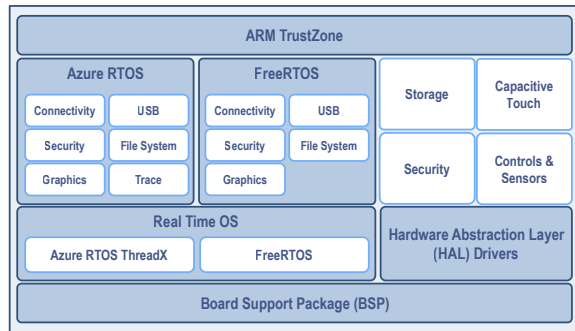 ARM TrustZone
Azure RTOS
Connectivity
USB
Security
File System
Graphics
Trace
FreeRTOS
Connectivity
USB
Security
File System
Graphics
Storage
Capacitive
Touch
Security
Controls &
Sensors
Real Time OS
Azure RTOS ThreadX
FreeRTOS
Hardware Abstraction Layer
(HAL) Drivers
Board Support Package (BSP)